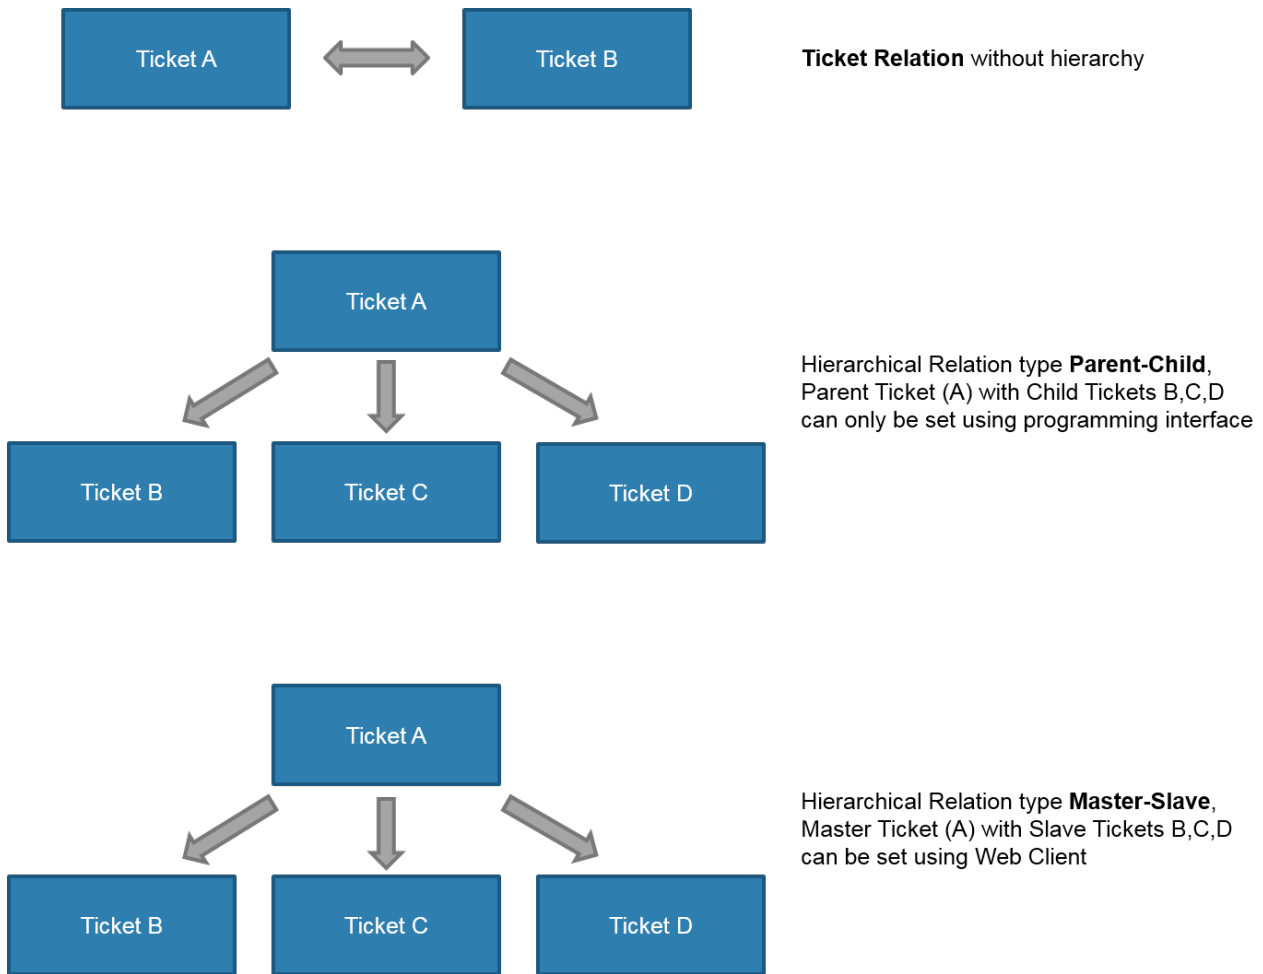 Ticket A
Ticket B
Ticket Relation without hierarchy
Ticket A
Hierarchical Relation type Parent-Child,
Parent Ticket (A) with Child Tickets B,C,D
can only be set using programming interface
Ticket B
Ticket C
Ticket D
Ticket A
Hierarchical Relation type Master-Slave,
Master Ticket (A) with Slave Tickets B,C,D
can be set using Web Client
Ticket B
Ticket C
Ticket D